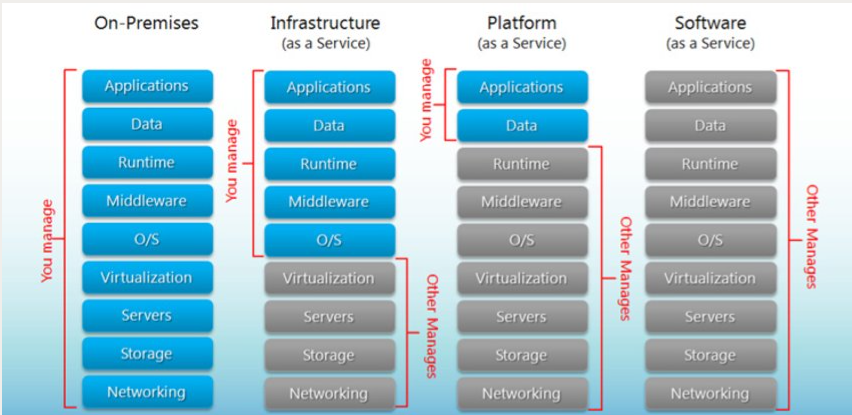 On-Premises
Infrastructure
(as a Service)
Platform
(as a Service)
Software
(as a Service)
You manage
Applications
Data
Runtime
Middleware
O/S
Virtualization
Servers
Storage
Networking
You manage
Applications
Data
Runtime
Middleware
O/S
Virtualization
Servers
Storage
Networking
Other Manages
You manage
Applications
Data
Runtime
Middleware
O/S
Virtualization
Servers
Storage
Networking
Other Manages
Applications
Data
Runtime
Middleware
O/S
Virtualization
Servers
Storage
Networking
Other Manages